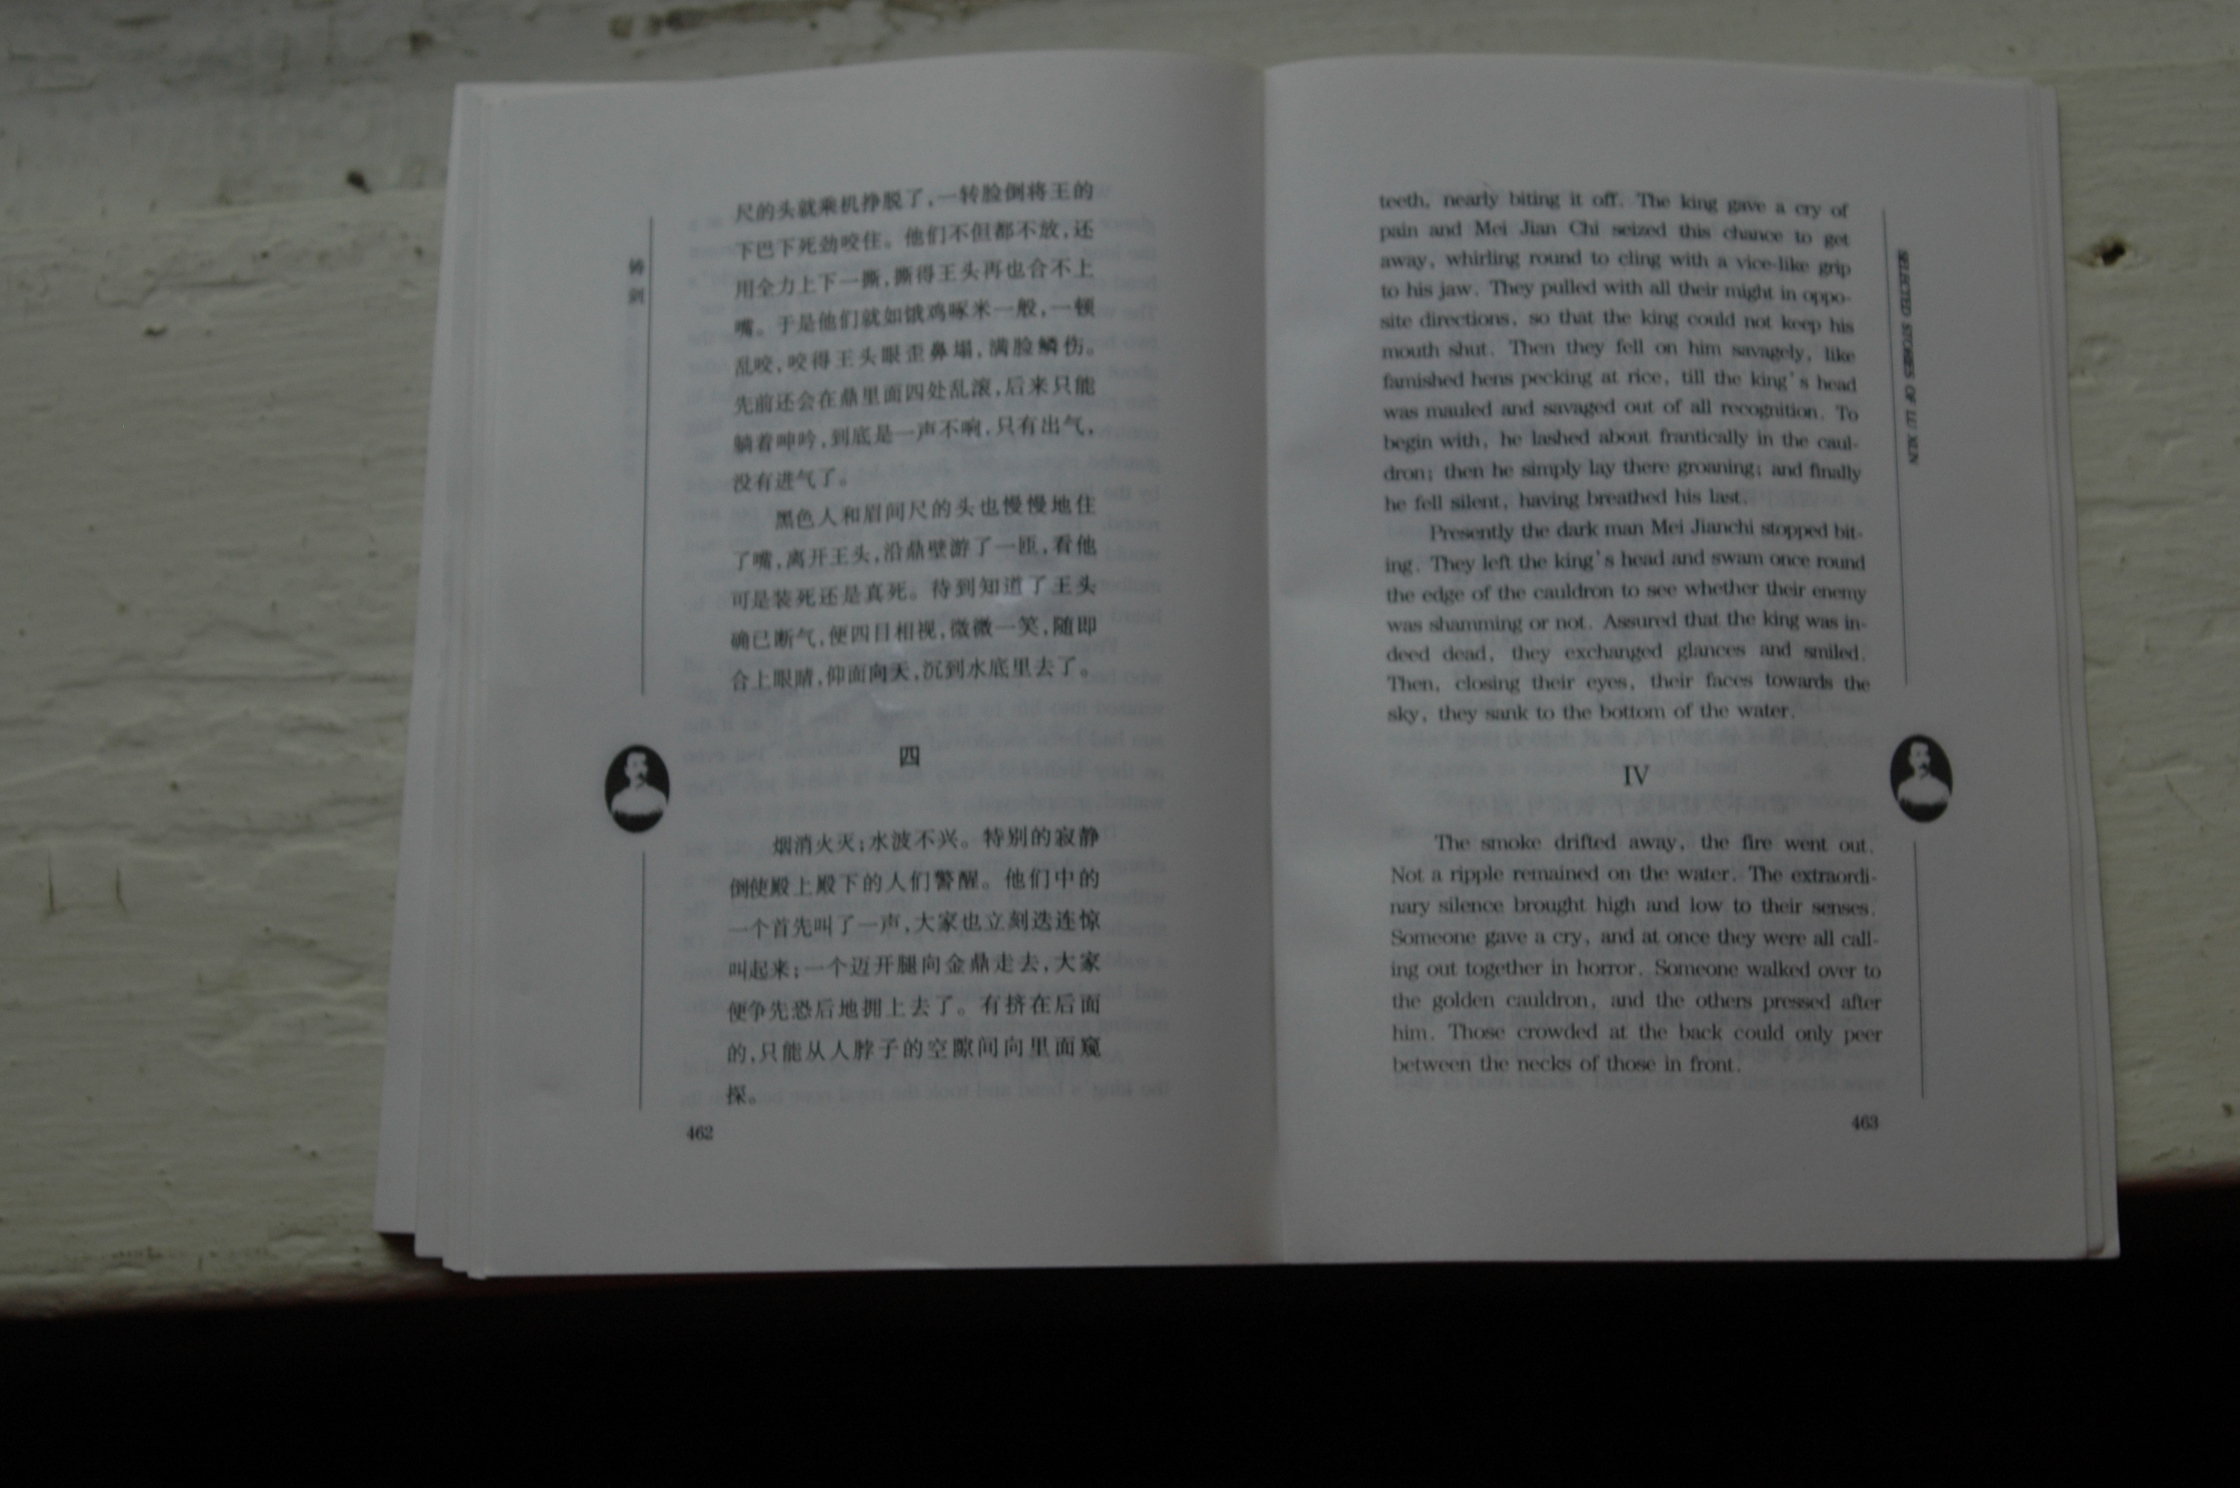 铸
剑
尺的头就乘机挣脱了,一转脸倒将王的
下巴下死劲咬住。他们不但都不放,还
用全力上下一撕,撕得王头再也合不上
嘴。于是他们就如饿鸡啄米一般,一顿
乱咬,咬得王头眼歪鼻塌,满脸鳞伤。
先前还会在鼎里面四处乱滚,后来只能
躺着呻吟,到底是一声不响,只有出气,
没有进气了。
黑色人和眉间尺的头也慢慢地住
了嘴,离开王头,沿鼎壁游了一匝,看他
可是装死还是真死。待到知道了王头
确已断气,便四目相视,微微一笑,随即
合上眼睛,仰面向天,沉到水底里去了。
四
烟消火灭;水波不兴。特别的寂静
倒使殿上殿下的人们警醒。他们中的
一个首先叫了一声,大家也立刻迭连惊
叫起来;一个迈开腿向金鼎走去,大家
便争先恐后地拥上去了。有挤在后面
的,只能从人脖子的空隙间向里面窥
探。
462
SELECTED STORIES OF LU XUN
teeth, nearly biting it off. The king gave a cry of
pain and Mei Jian Chi seized this chance to get
away, whirling round to cling with a vice-like grip
to his jaw. They pulled with all their might in oppo-
site directions, so that the king could not keep his
mouth shut. Then they fell on him savagely, like
famished hens pecking at rice, till the king's head
was mauled and savaged out of all recognition. To
begin with, he lashed about frantically in the caul-
dron; then he simply lay there groaning; and finally
he fell silent, having breathed his last.
Presently the dark man Mei Jianchi stopped bit-
ing. They left the king's head and swam once round
the edge of the cauldron to see whether their enemy
was shamming or not. Assured that the king was in-
deed dead, they exchanged glances and smiled.
Then, closing their eyes, their faces towards the
sky, they sank to the bottom of the water.
IV
The smoke drifted away, the fire went out.
Not a ripple remained on the water. The extraordi-
nary silence brought high and low to their senses.
Someone gave a cry, and at once they were all call-
ing out together in horror. Someone walked over to
the golden cauldron, and the others pressed after
him. Those crowded at the back could only peer
between the necks of those in front.
463